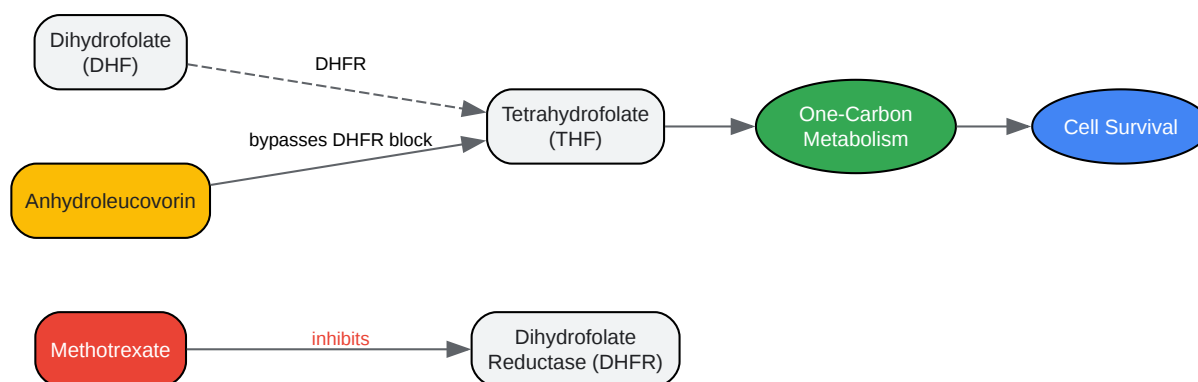 Dihydrofolate
(DHF)
DHFR
Tetrahydrofolate
(THF)
One-Carbon
Metabolism
Cell Survival
bypasses DHFR block
Anhydroleucovorin
Methotrexate
inhibits
Dihydrofolate
Reductase (DHFR)